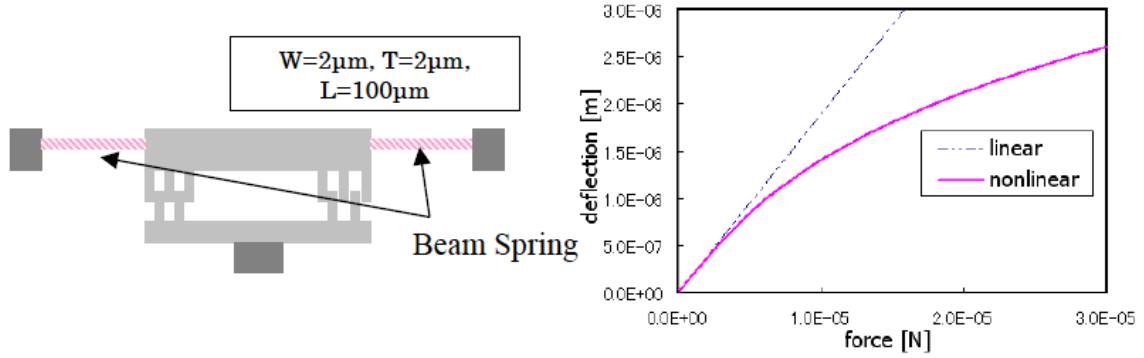 W=2µm, T=2µm,
L=100µm
Beam Spring
deflection [m]
3.0E-06
2.5E-06
2.0E-06
1.5E-06
1.0E-06
5.0E-07
0.0E+00
linear
nonlinear
0.0E+00 1.0E-05 2.0E-05 3.0E-05
force [N]